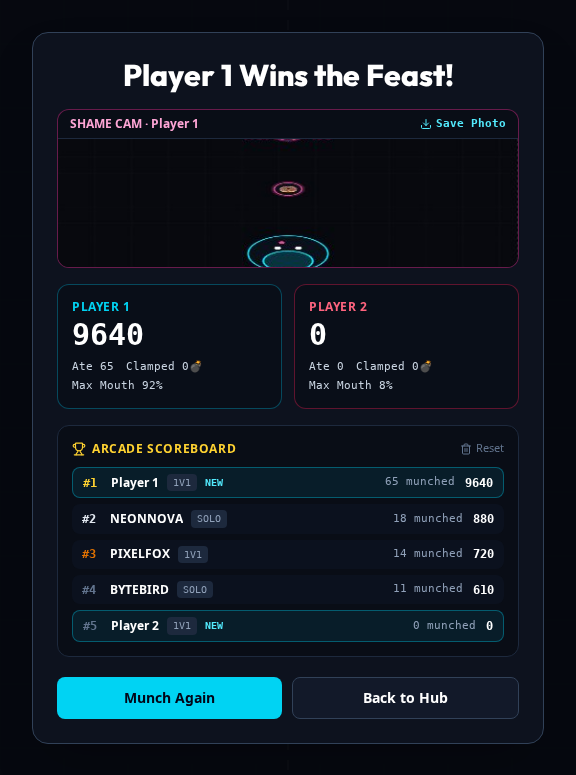 Player 1 Wins the Feast!
SHAME CAM · Player 1
Save Photo
PLAYER 1
9640
Ate 65 Clamped 0💣
Max Mouth 92%
PLAYER 2
0
Ate 0 Clamped 0💣
Max Mouth 8%
ARCADE SCOREBOARD
Reset
#1 Player 1 1V1 NEW 65 munched 9640
#2 NEONNOVA SOLO 18 munched 880
#3 PIXELFOX 1V1 14 munched 720
#4 BYTEBIRD SOLO 11 munched 610
#5 Player 2 1V1 NEW 0 munched 0
Munch Again
Back to Hub